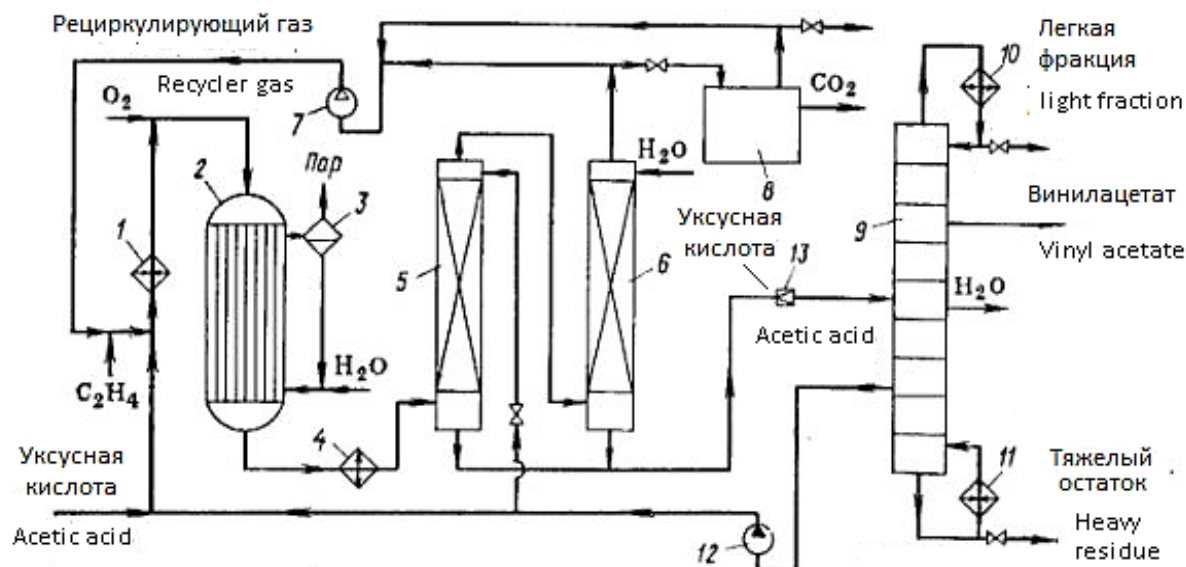 Рециркулирующий газ
Recycler gas
O₂
7
Пар
2
3
1
C₂H₄
H₂O
4
5
6
H₂O
CO₂
8
10
Легкая
фракция
light fraction
Уксусная
кислота
13
Acetic acid
9
Винилацетат
Vinyl acetate
H₂O
11
Тяжелый
остаток
Heavy
residue
Уксусная
кислота
Acetic acid
12